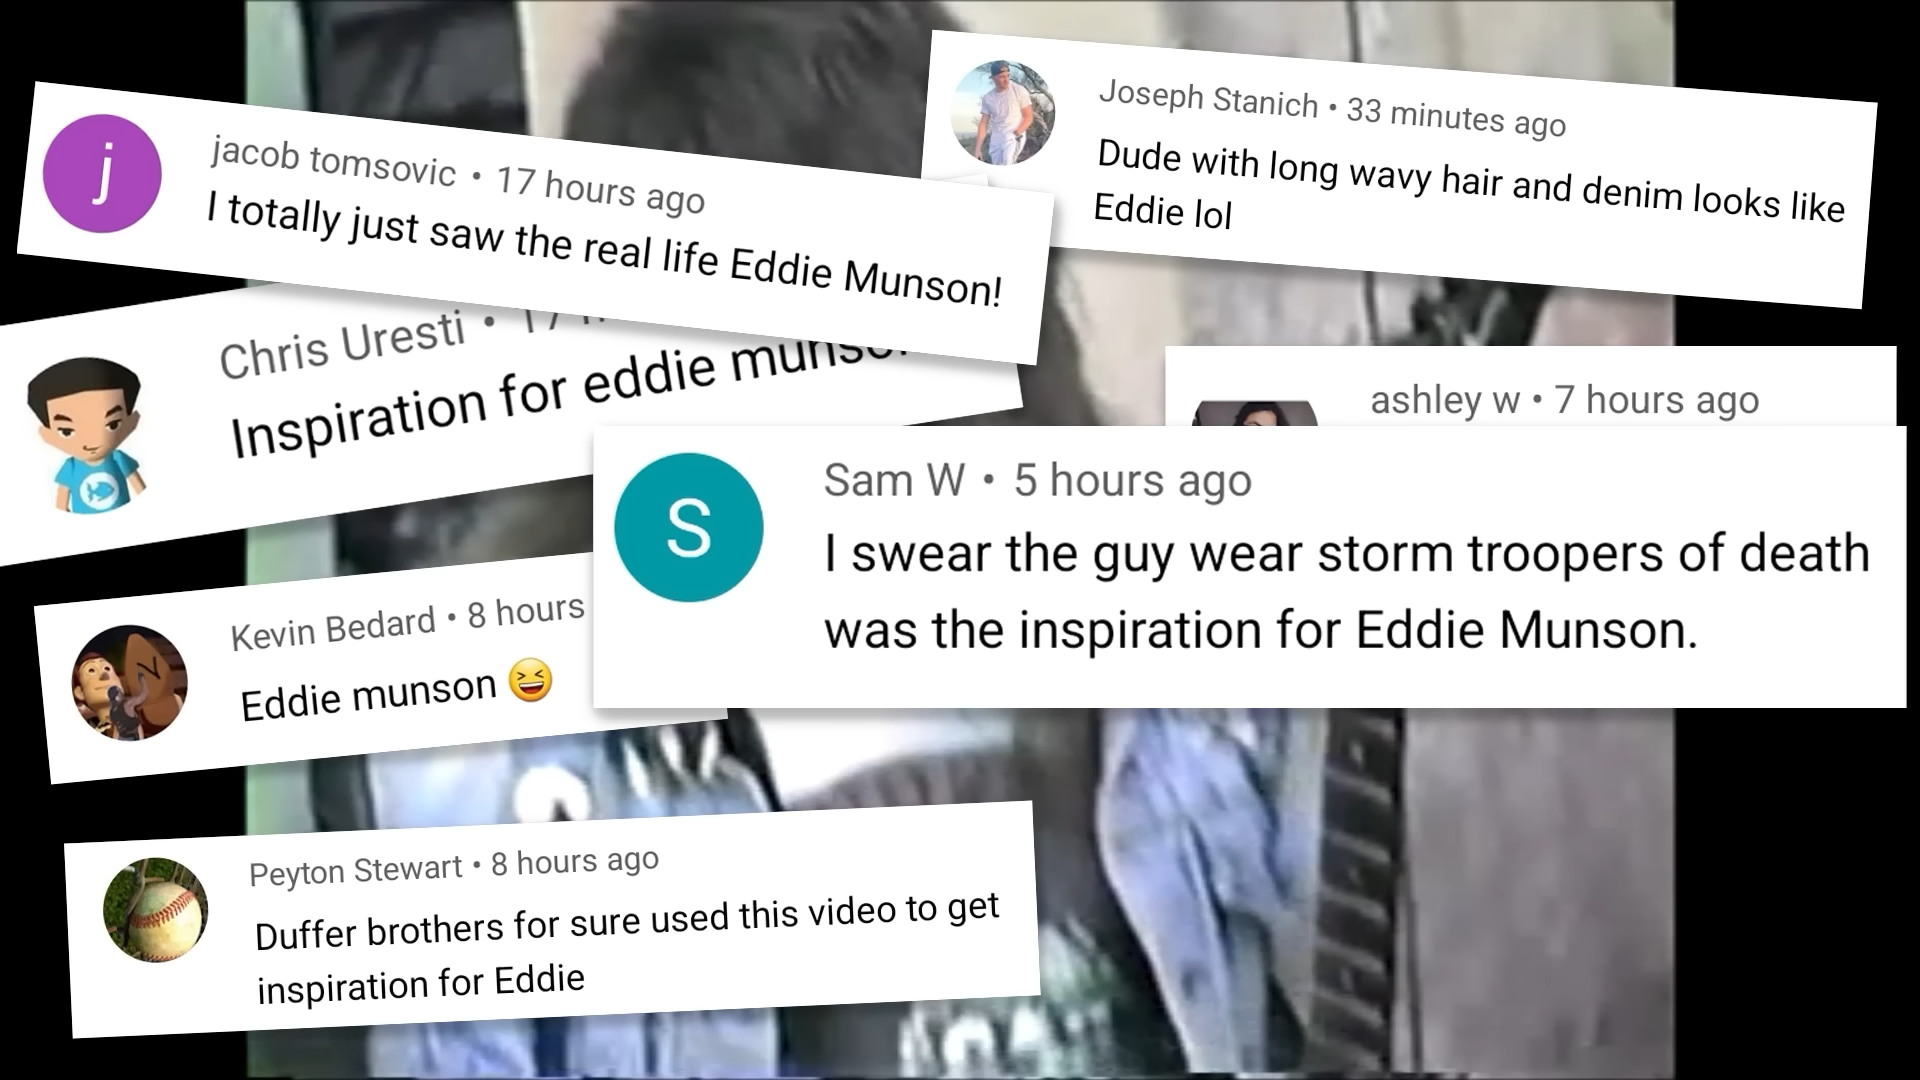 Joseph Stanich • 33 minutes ago
Dude with long wavy hair and denim looks like
Eddie lol
j
jacob tomsovic • 17 hours ago
I totally just saw the real life Eddie Munson!
Chris Uresti • 17
Inspiration for eddie munson
ashley w • 7 hours ago
S
Sam W • 5 hours ago
I swear the guy wear storm troopers of death
was the inspiration for Eddie Munson.
Kevin Bedard • 8 hours
Eddie munson 😆
Peyton Stewart • 8 hours ago
Duffer brothers for sure used this video to get
inspiration for Eddie